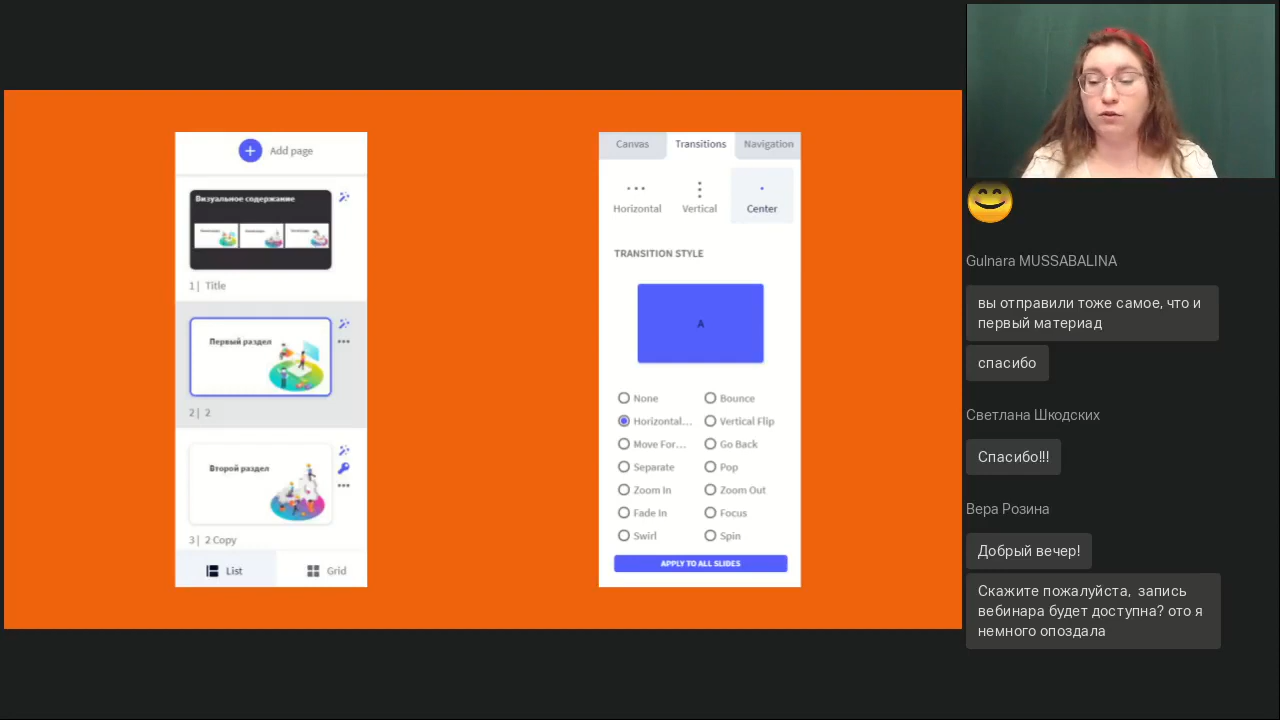 Add page
Визуальное содержание
1 | Title
Первый раздел
2 | 2
Второй раздел
3 | 2 Copy
List
Grid
Canvas
Transitions
Navigation
Horizontal
Vertical
Center
TRANSITION STYLE
A
None
Bounce
Horizontal...
Vertical Flip
Move For...
Go Back
Separate
Pop
Zoom In
Zoom Out
Fade In
Focus
Swirl
Spin
APPLY TO ALL SLIDES
Gulnara MUSSABALINA
вы отправили тоже самое, что и
первый материад
спасибо
Светлана Шкодских
Спасибо!!!
Вера Розина
Добрый вечер!
Скажите пожалуйста, запись
вебинара будет доступна? ото я
немного опоздала